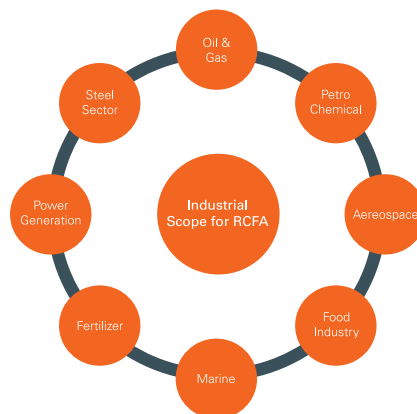 Oil &
Gas
Petro
Chemical
Aereospace
Food
Industry
Marine
Fertilizer
Power
Generation
Steel
Sector
Industrial
Scope for RCFA